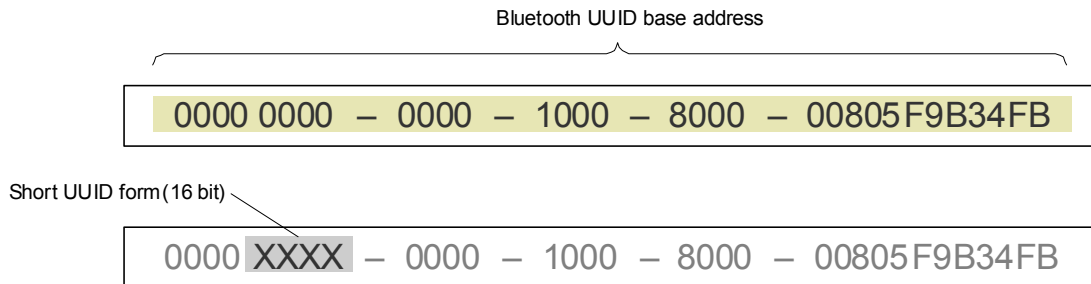 Bluetooth UUID base address
0000 0000 – 0000 – 1000 – 8000 – 00805F9B34FB
Short UUID form (16 bit)
0000 XXXX – 0000 – 1000 – 8000 – 00805F9B34FB